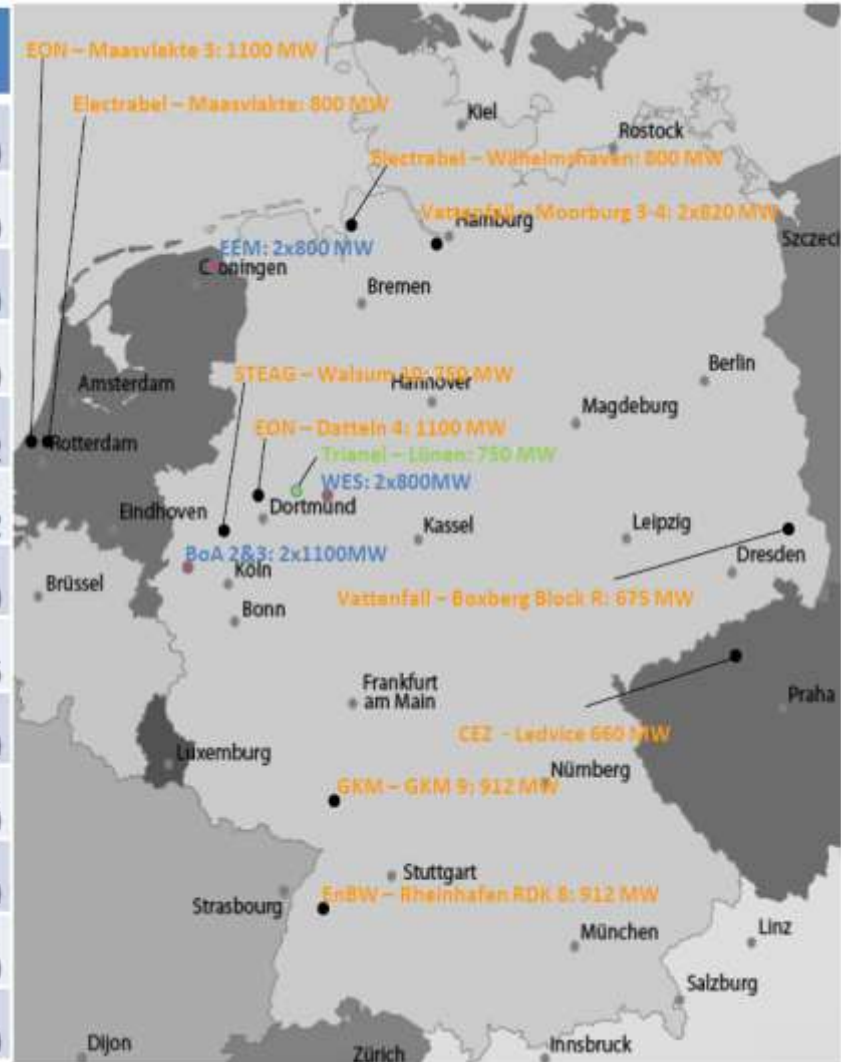 EON – Maasvlakte 3: 1100 MW
Electrabel – Maasvlakte: 800 MW
Kiel
Rostock
Electrabel – Wilhelmshaven: 800 MW
Vattenfall – Moorburg 3-4: 2x820 MW
Hamburg
Szczeci
EEM: 2x800 MW
Groningen
Bremen
Berlin
STEAG – Walsum 10: 750 MW
Hannover
Amsterdam
Magdeburg
EON – Datteln 4: 1100 MW
Rotterdam
Trianel – Lünen: 750 MW
WES: 2x800MW
Eindhoven
Dortmund
Kassel
Leipzig
BoA 2&3: 2x1100MW
Dresden
Köln
Brüssel
Vattenfall – Boxberg Block R: 675 MW
Bonn
Frankfurt
am Main
Praha
CEZ - Ledvice 660 MW
Luxemburg
Nürnberg
GKM – GKM 9: 912 MW
Stuttgart
EnBW – Rheinhafen RDK 8: 912 MW
Strasbourg
München
Linz
Salzburg
Dijon
Zürich
Innsbruck